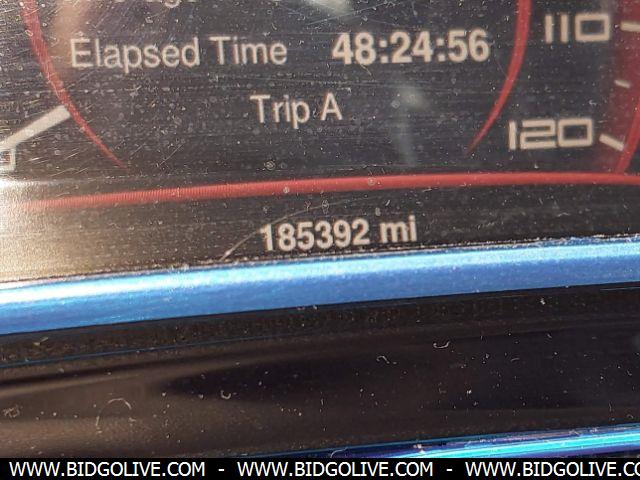 Elapsed Time 48:24:56 110
Trip A
120
185392 mi
WWW.BIDGOLIVE.COM - WWW.BIDGOLIVE.COM - WWW.BIDGOLIVE.COM